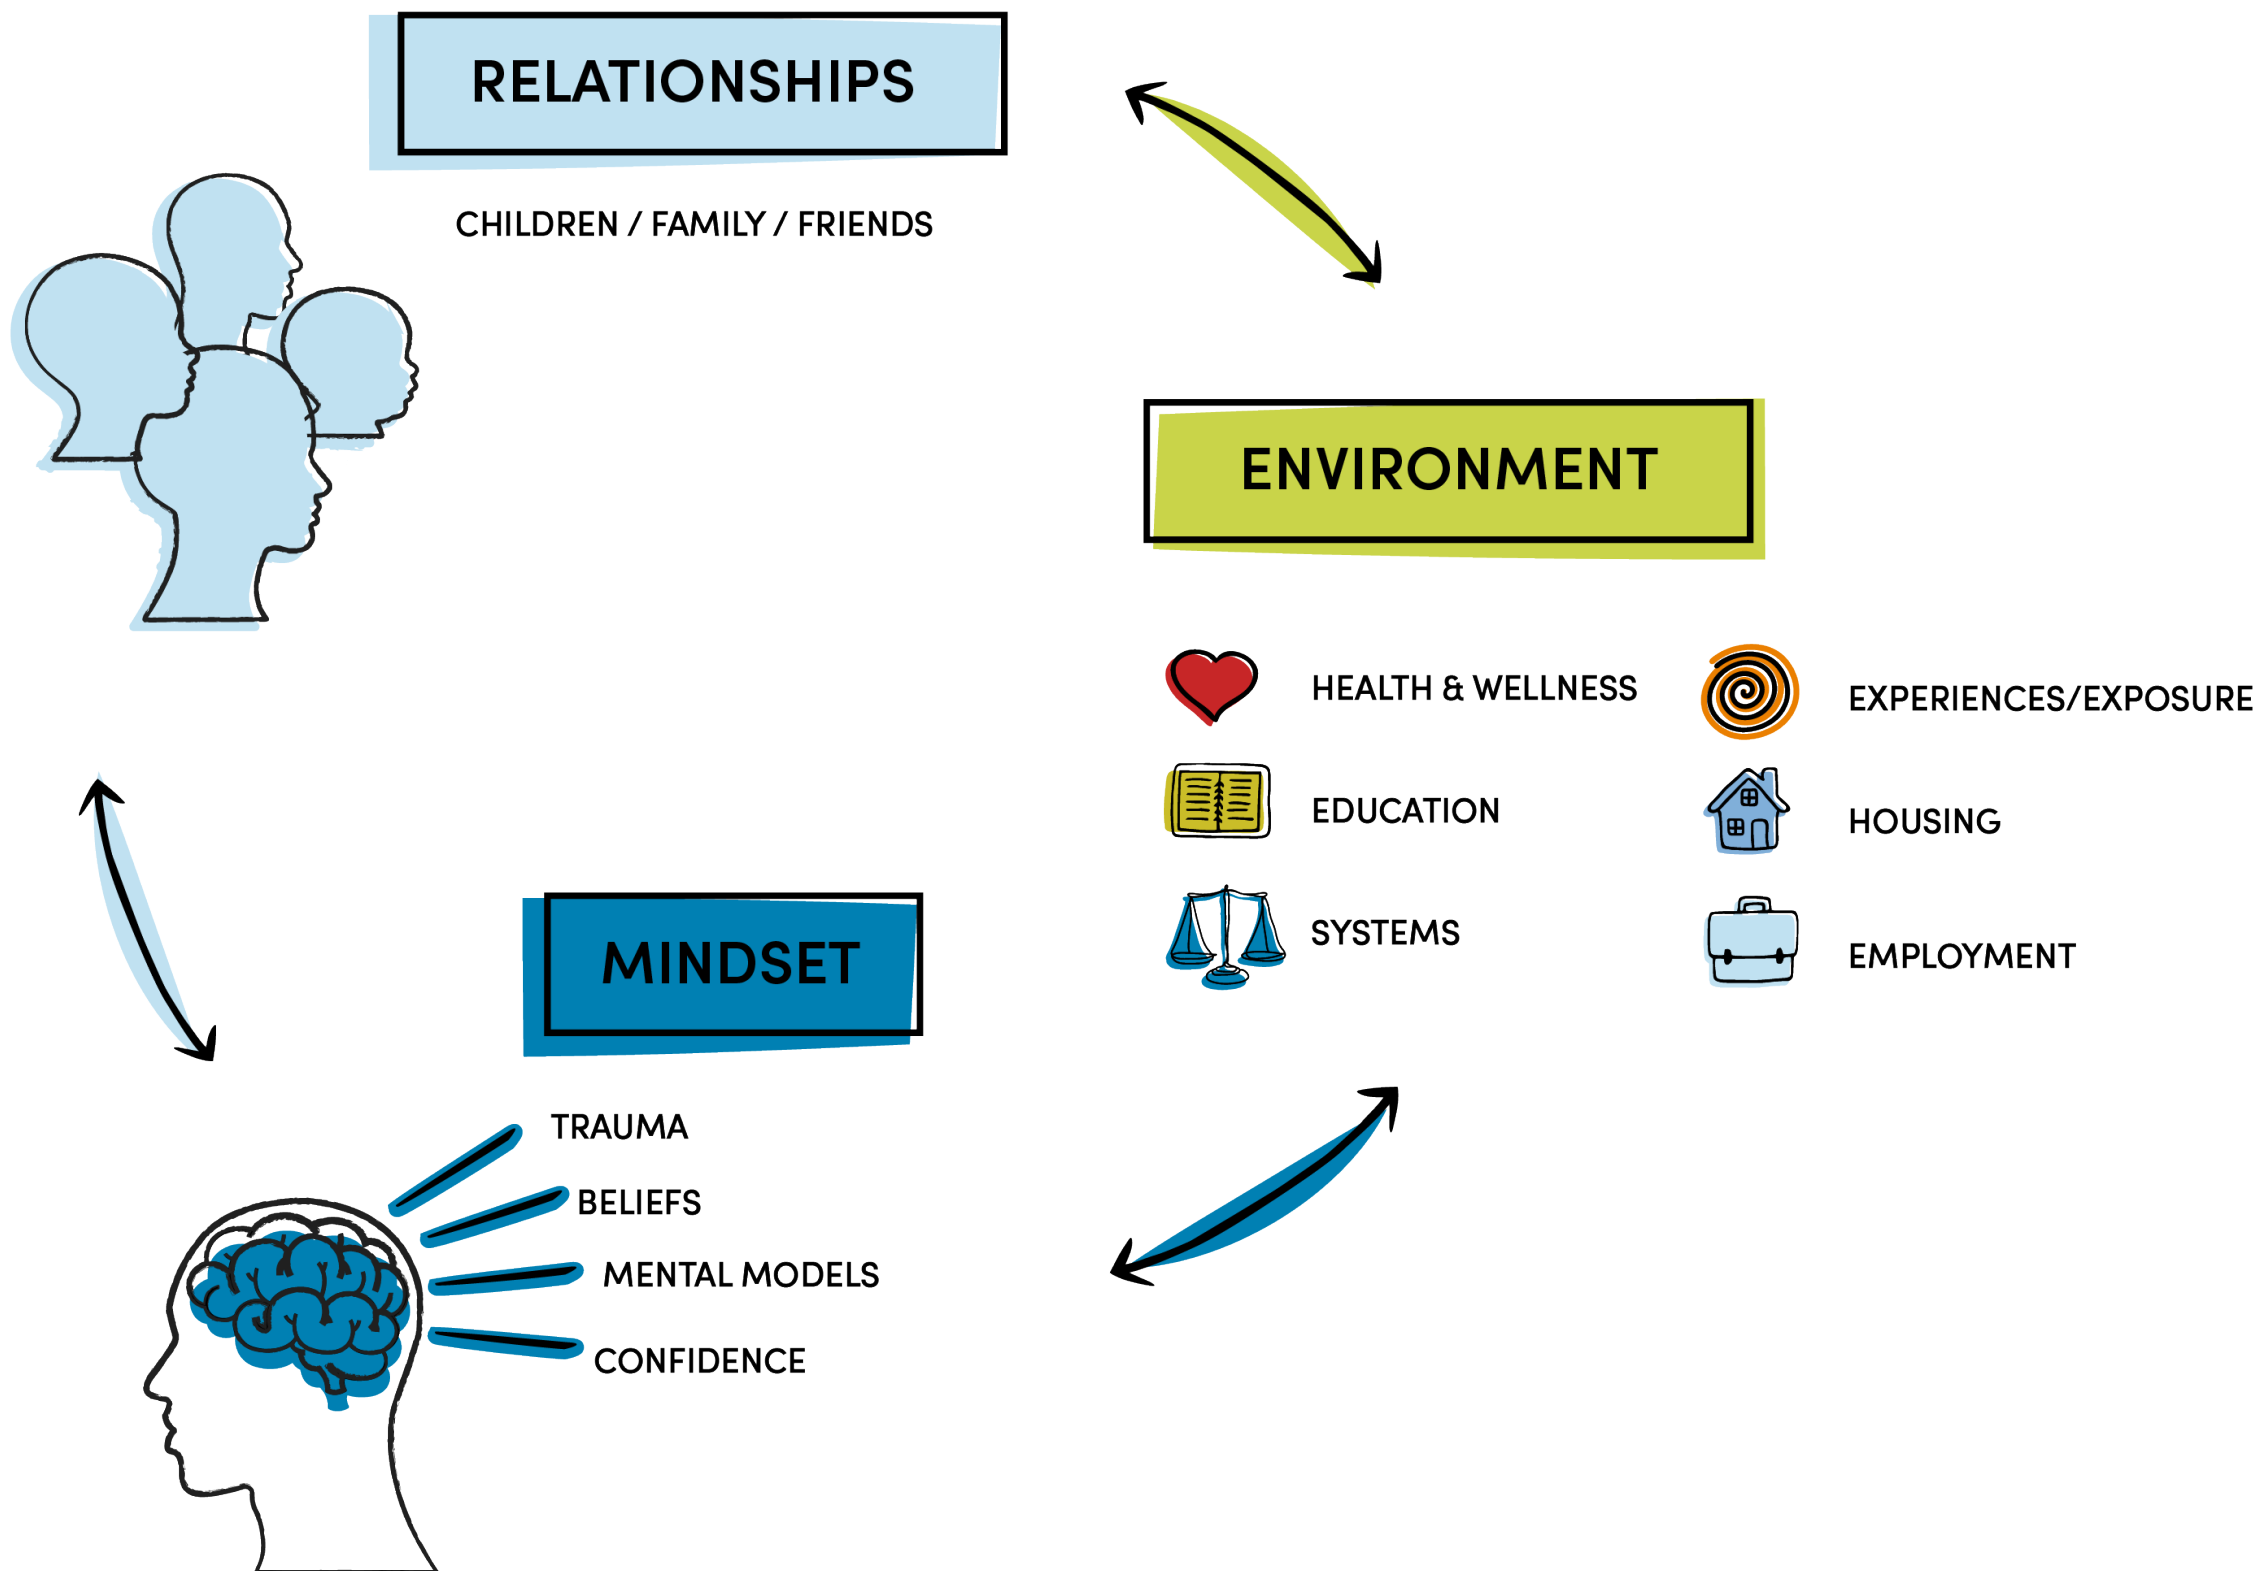 RELATIONSHIPS
CHILDREN / FAMILY / FRIENDS
ENVIRONMENT
HEALTH & WELLNESS
EXPERIENCES/EXPOSURE
EDUCATION
HOUSING
SYSTEMS
EMPLOYMENT
MINDSET
TRAUMA
BELIEFS
MENTAL MODELS
CONFIDENCE